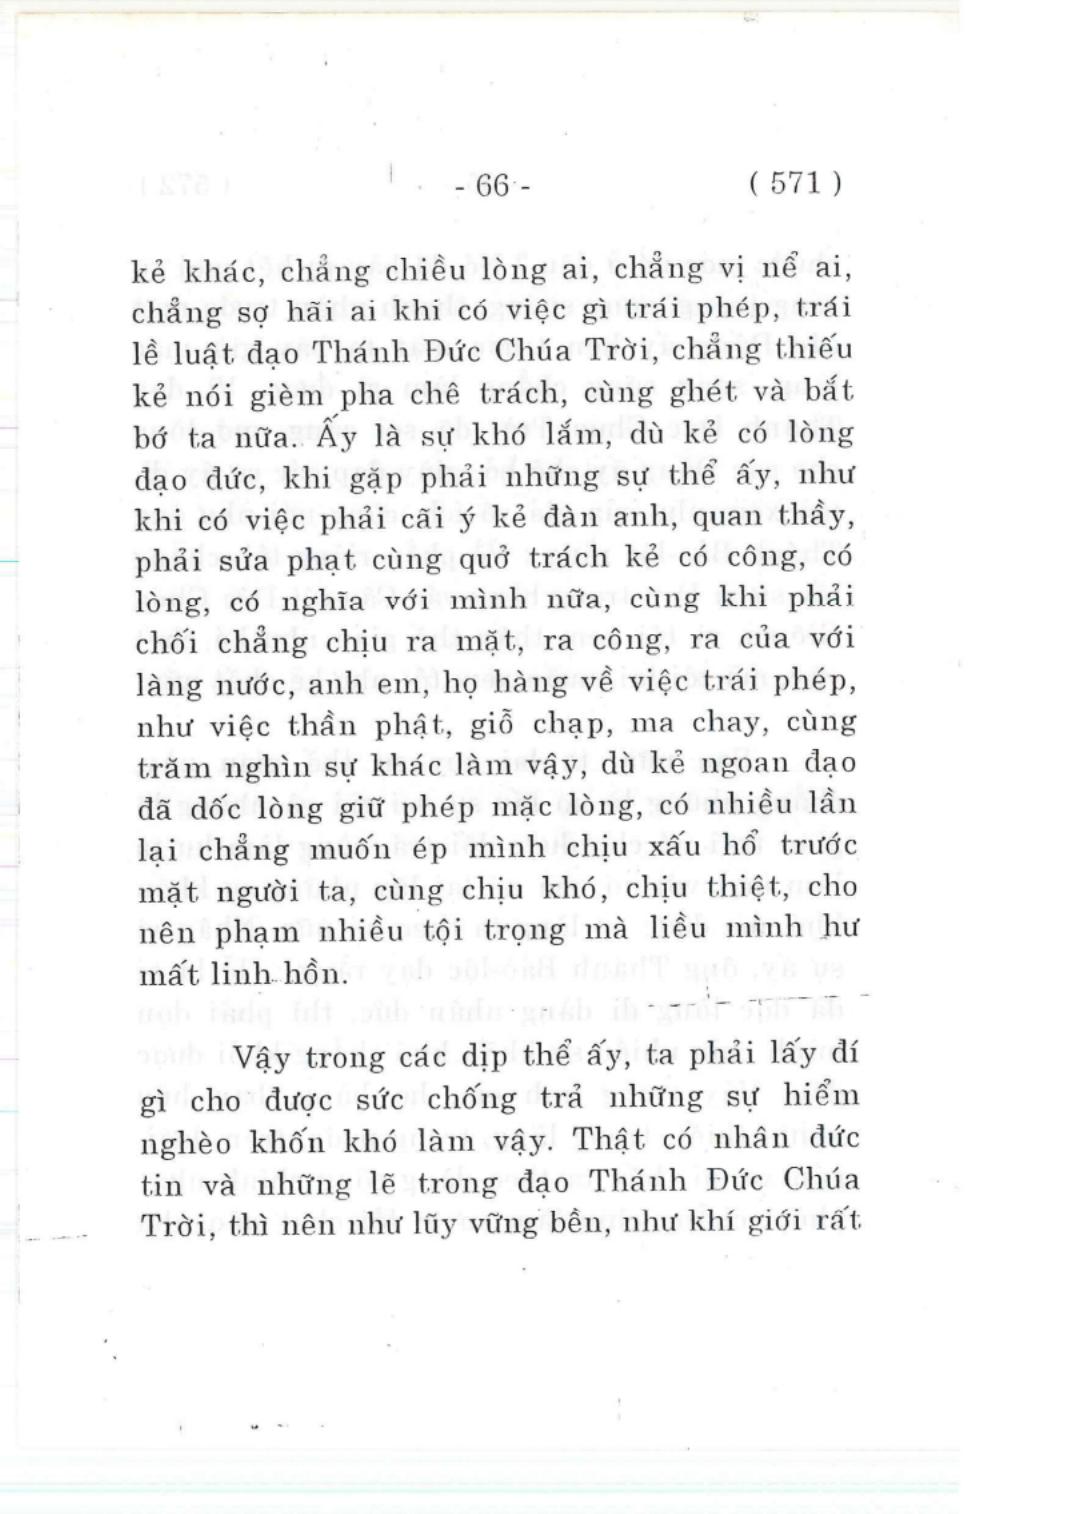 - 66 - ( 571 )
kẻ khác, chẳng chiều lòng ai, chẳng vị nể ai,
chẳng sợ hãi ai khi có việc gì trái phép, trái
lề luật đạo Thánh Đức Chúa Trời, chẳng thiếu
kẻ nói gièm pha chê trách, cùng ghét và bắt
bớ ta nữa. Ấy là sự khó lắm, dù kẻ có lòng
đạo đức, khi gặp phải những sự thể ấy, như
khi có việc phải cãi ý kẻ đàn anh, quan thầy,
phải sửa phạt cùng quở trách kẻ có công, có
lòng, có nghĩa với mình nữa, cùng khi phải
chối chẳng chịu ra mặt, ra công, ra của với
làng nước, anh em, họ hàng về việc trái phép,
như việc thần phật, giỗ chạp, ma chay, cùng
trăm nghìn sự khác làm vậy, dù kẻ ngoan đạo
đã dốc lòng giữ phép mặc lòng, có nhiều lần
lại chẳng muốn ép mình chịu xấu hổ trước
mặt người ta, cùng chịu khó, chịu thiệt, cho
nên phạm nhiều tội trọng mà liều mình hư
mất linh hồn.
Vậy trong các dịp thể ấy, ta phải lấy đí
gì cho được sức chống trả những sự hiểm
nghèo khốn khó làm vậy. Thật có nhân đức
tin và những lẽ trong đạo Thánh Đức Chúa
Trời, thì nên như lũy vững bền, như khí giới rất